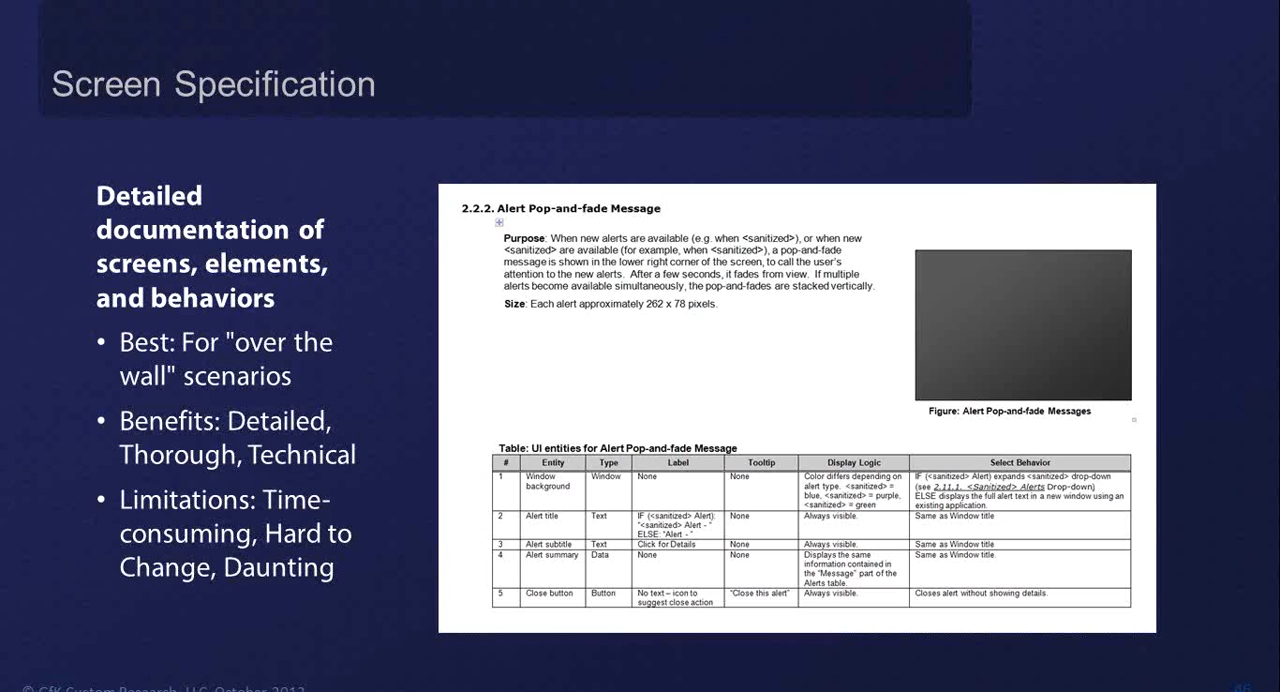 Screen Specification
Detailed
documentation of
screens, elements,
and behaviors
• Best: For "over the
wall" scenarios
• Benefits: Detailed,
Thorough, Technical
• Limitations: Time-
consuming, Hard to
Change, Daunting
2.2.2. Alert Pop-and-fade Message
Purpose: When new alerts are available (e.g. when <sanitized>), or when new
<sanitized> are available (for example, when <sanitized>), a pop-and-fade
message is shown in the lower right corner of the screen, to call the user's
attention to the new alerts. After a few seconds, it fades from view. If multiple
alerts become available simultaneously, the pop-and-fades are stacked vertically.
Size: Each alert approximately 262 x 78 pixels.
Figure: Alert Pop-and-fade Messages
Table: UI entities for Alert Pop-and-fade Message
# Entity Type Label Tooltip Display Logic Select Behavior
1 Window background Window None None Color differs depending on alert type. <sanitized> = blue, <sanitized> = purple, <sanitized> = green IF (<sanitized> Alert) expands <sanitized> drop-down (see 2.11.1. <Sanitized> Alerts Drop-down) ELSE displays the full alert text in a new window using an existing application.
2 Alert title Text IF (<sanitized> Alert): "<sanitized> Alert - " ELSE: "Alert - " None Always visible. Same as Window title
3 Alert subtitle Text Click for Details None Always visible. Same as Window title
4 Alert summary Data None None Displays the same information contained in the "Message" part of the Alerts table. Same as Window title.
5 Close button Button No text – icon to suggest close action "Close this alert" Always visible. Closes alert without showing details.
© GfK Custom Research, LLC, October, 2012